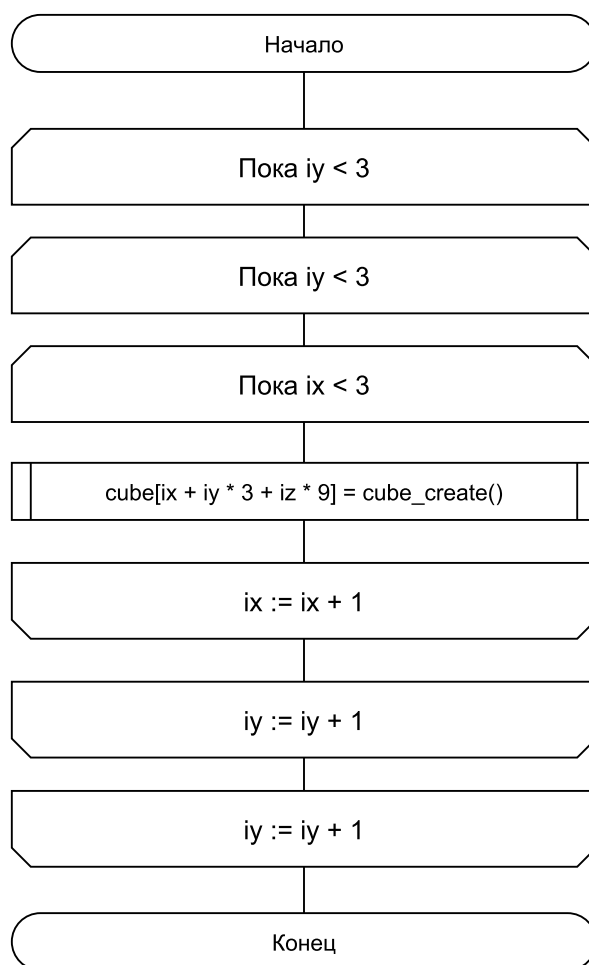 Начало
Пока iy < 3
Пока iy < 3
Пока ix < 3
cube[ix + iy * 3 + iz * 9] = cube_create()
ix := ix + 1
iy := iy + 1
iy := iy + 1
Конец